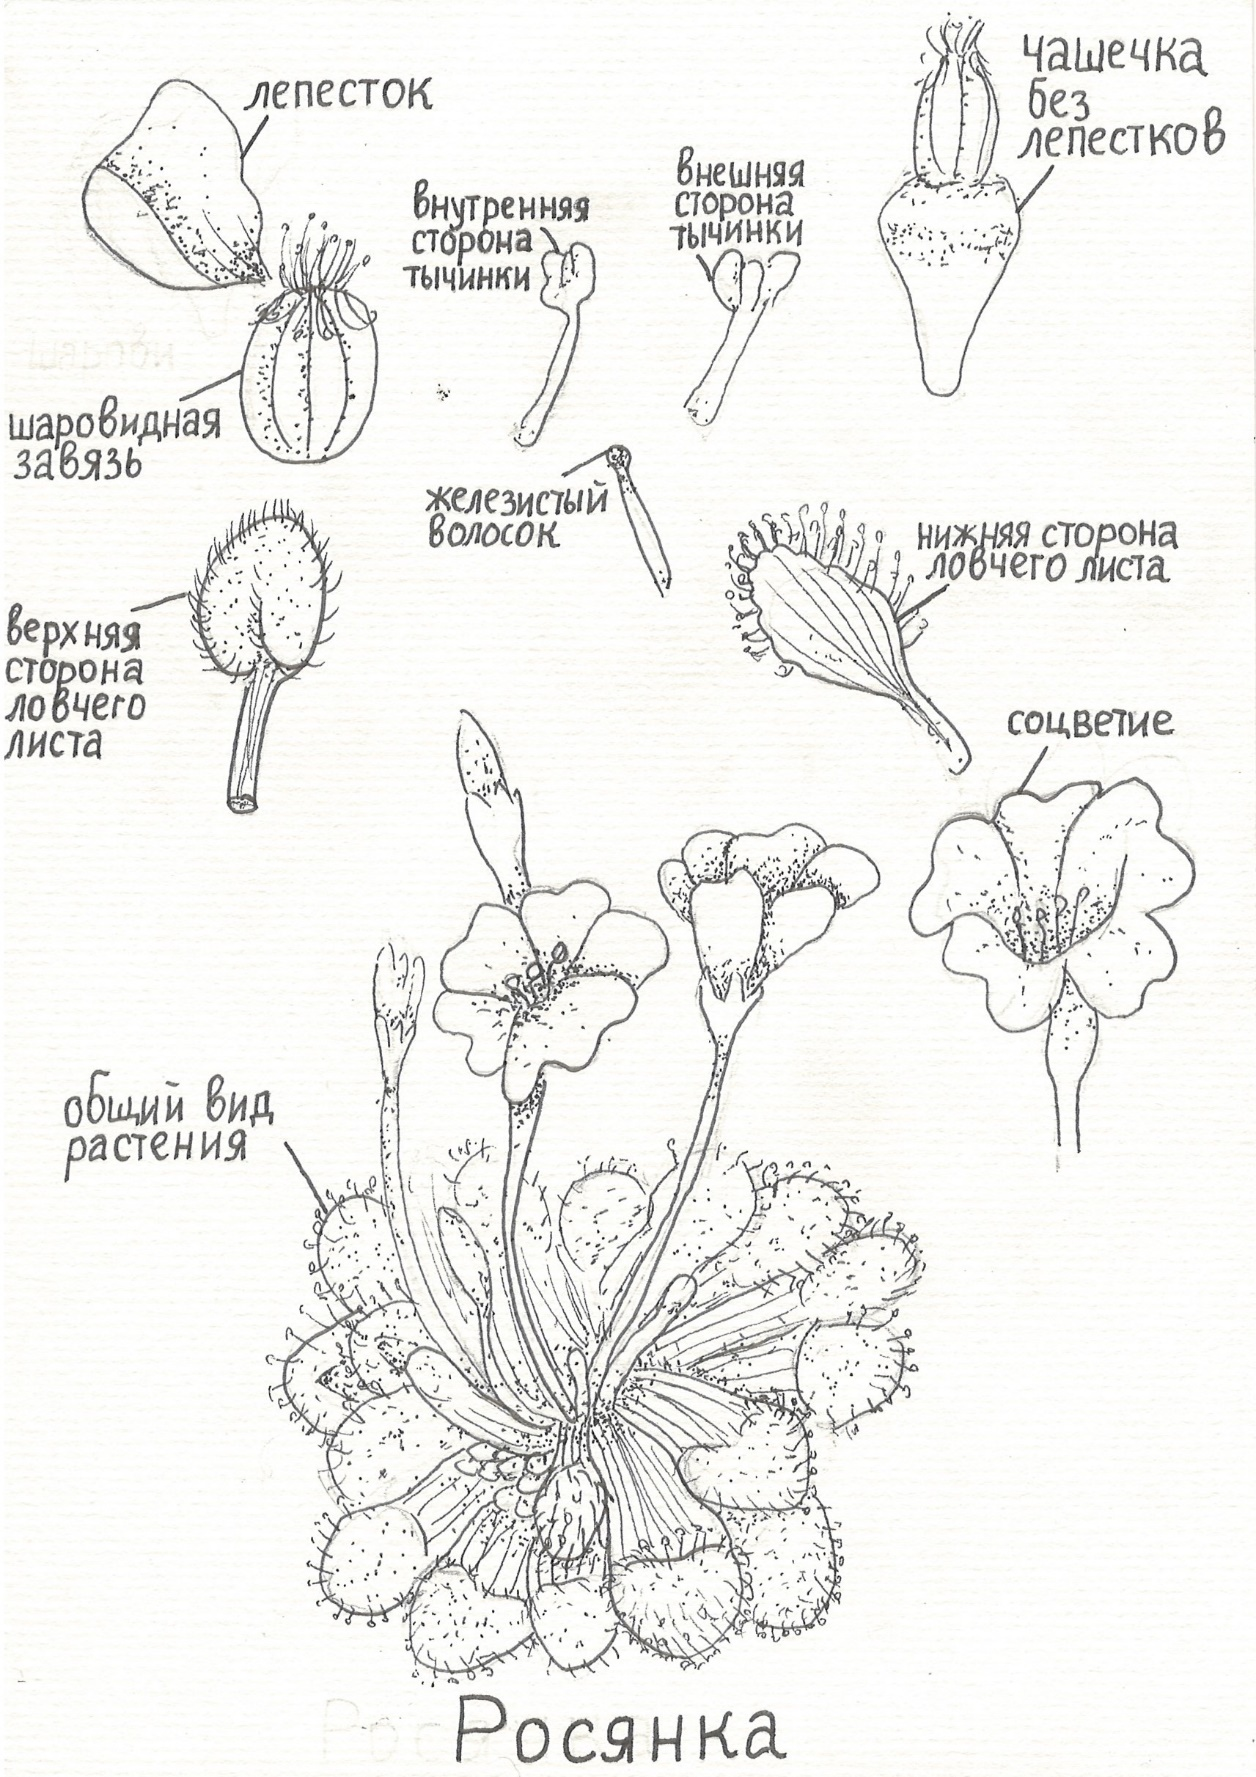 лепесток
чашечка
без
лепестков
внутренняя
сторона
тычинки
внешняя
сторона
тычинки
шаровидная
завязь
железистый
волосок
нижняя сторона
ловчего листа
верхняя
сторона
ловчего
листа
соцветие
общий вид
растения
Росянка